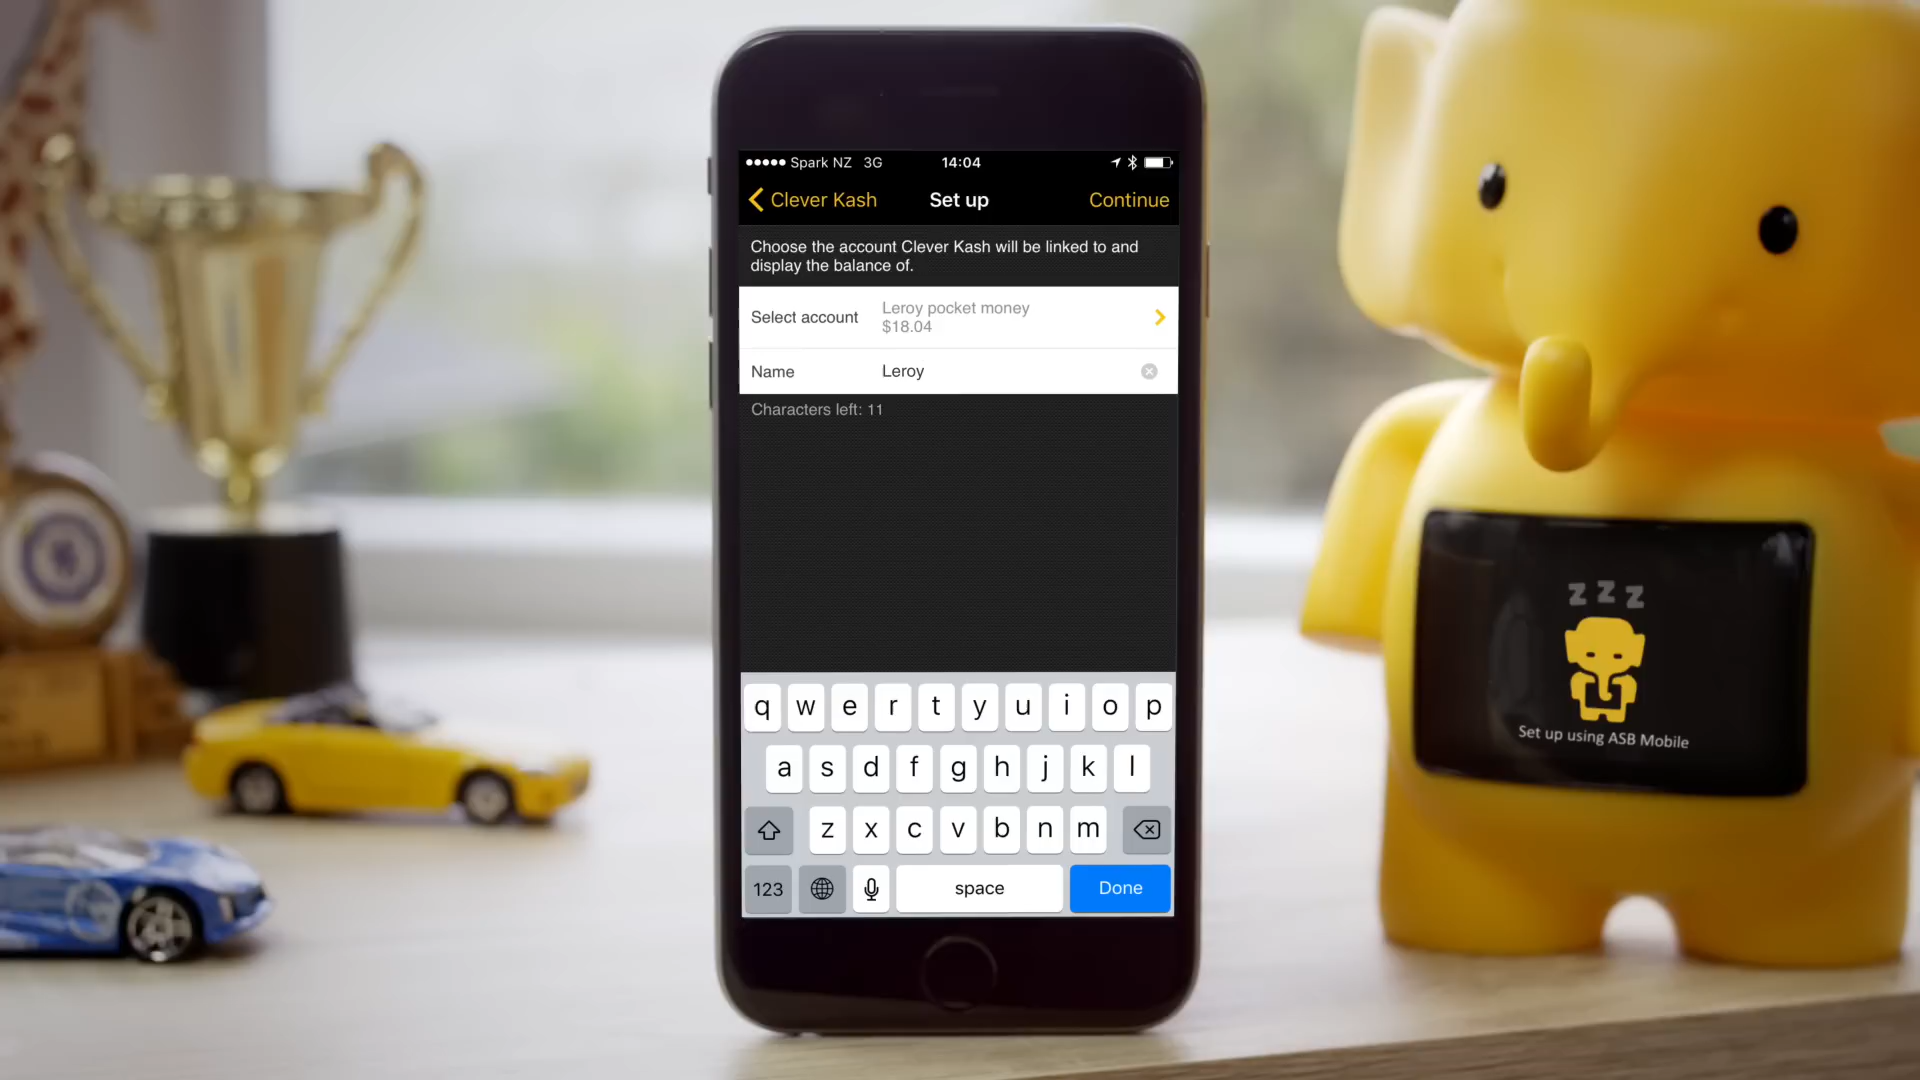 ●●●●● Spark NZ 3G 14:04
Clever Kash Set up Continue
Choose the account Clever Kash will be linked to and
display the balance of.
Select account Leroy pocket money
$18.04
Name Leroy
Characters left: 11
q w e r t y u i o p
a s d f g h j k l
z x c v b n m
123 space Done
z z z
Set up using ASB Mobile